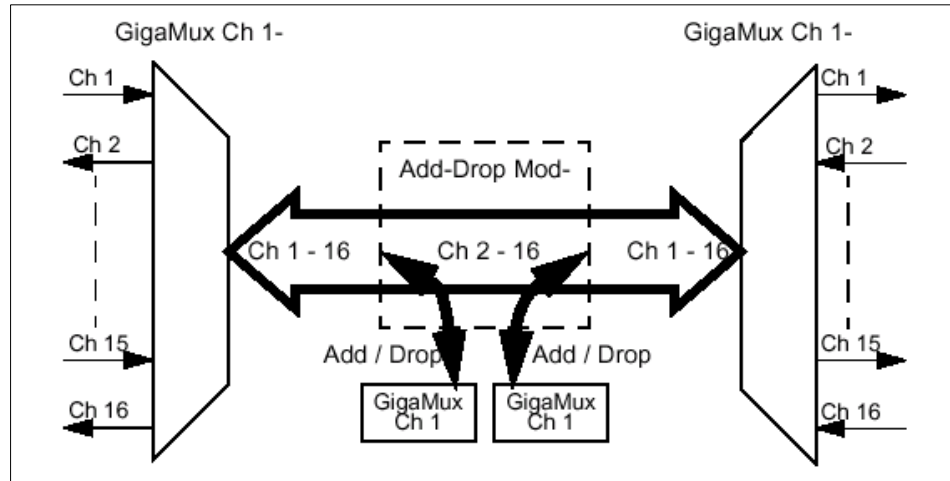 GigaMux Ch 1-
GigaMux Ch 1-
Ch 1
Ch 1
Ch 2
Ch 2
Add-Drop Mod-
Ch 1 - 16
Ch 2 - 16
Ch 1 - 16
Ch 15
Add / Drop
Add / Drop
Ch 15
GigaMux
Ch 1
GigaMux
Ch 1
Ch 16
Ch 16